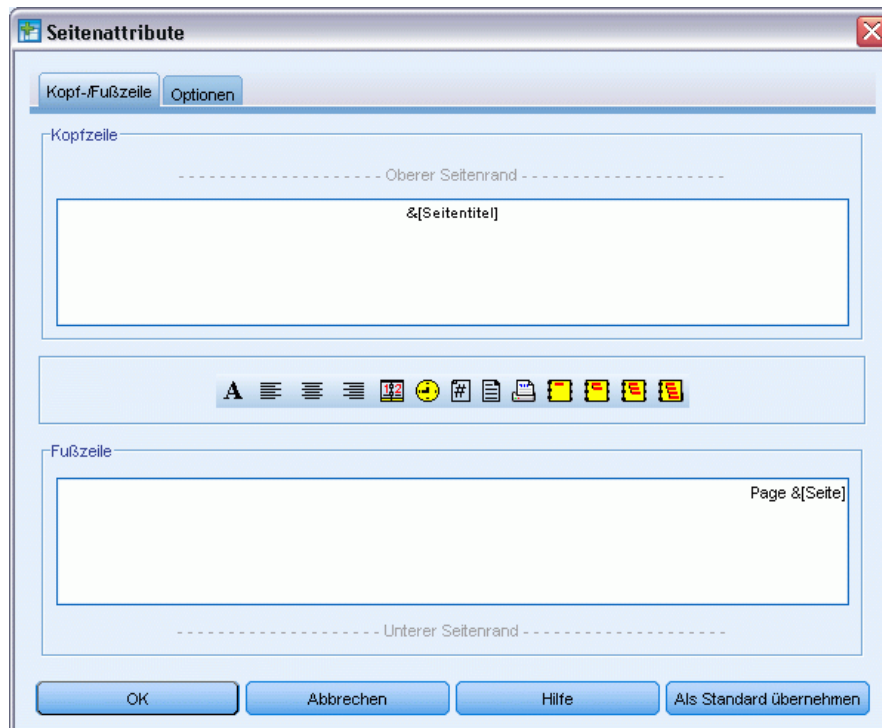 Seitenattribute
Kopf-/Fußzeile Optionen
Kopfzeile
- - - - - - - - - - - - - - - - - - - - Oberer Seitenrand - - - - - - - - - - - - - - - - - - - -
&[Seitentitel]
A
Fußzeile
Page &[Seite]
- - - - - - - - - - - - - - - - - - - - Unterer Seitenrand - - - - - - - - - - - - - - - - - - - -
OK Abbrechen Hilfe Als Standard übernehmen